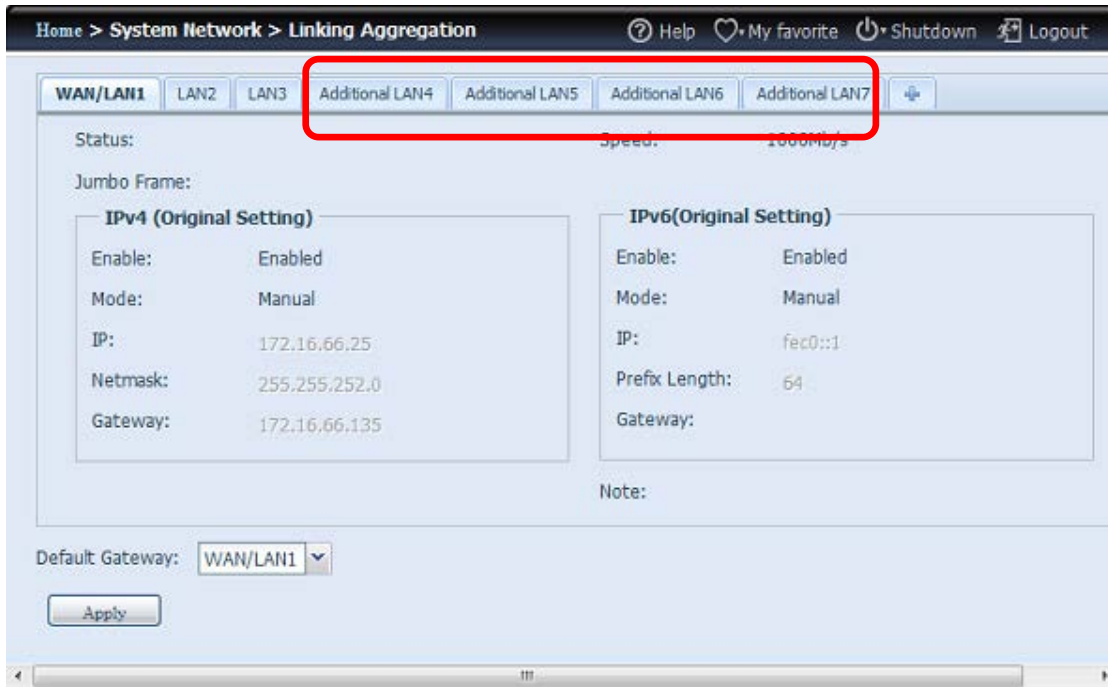 Home > System Network > Linking Aggregation Help My favorite Shutdown Logout
WAN/LAN1 LAN2 LAN3 Additional LAN4 Additional LAN5 Additional LAN6 Additional LAN7
Status: Speed: 1000Mb/s
Jumbo Frame:
IPv4 (Original Setting)
Enable: Enabled
Mode: Manual
IP: 172.16.66.25
Netmask: 255.255.252.0
Gateway: 172.16.66.135
IPv6(Original Setting)
Enable: Enabled
Mode: Manual
IP: fec0::1
Prefix Length: 64
Gateway:
Note:
Default Gateway: WAN/LAN1
Apply